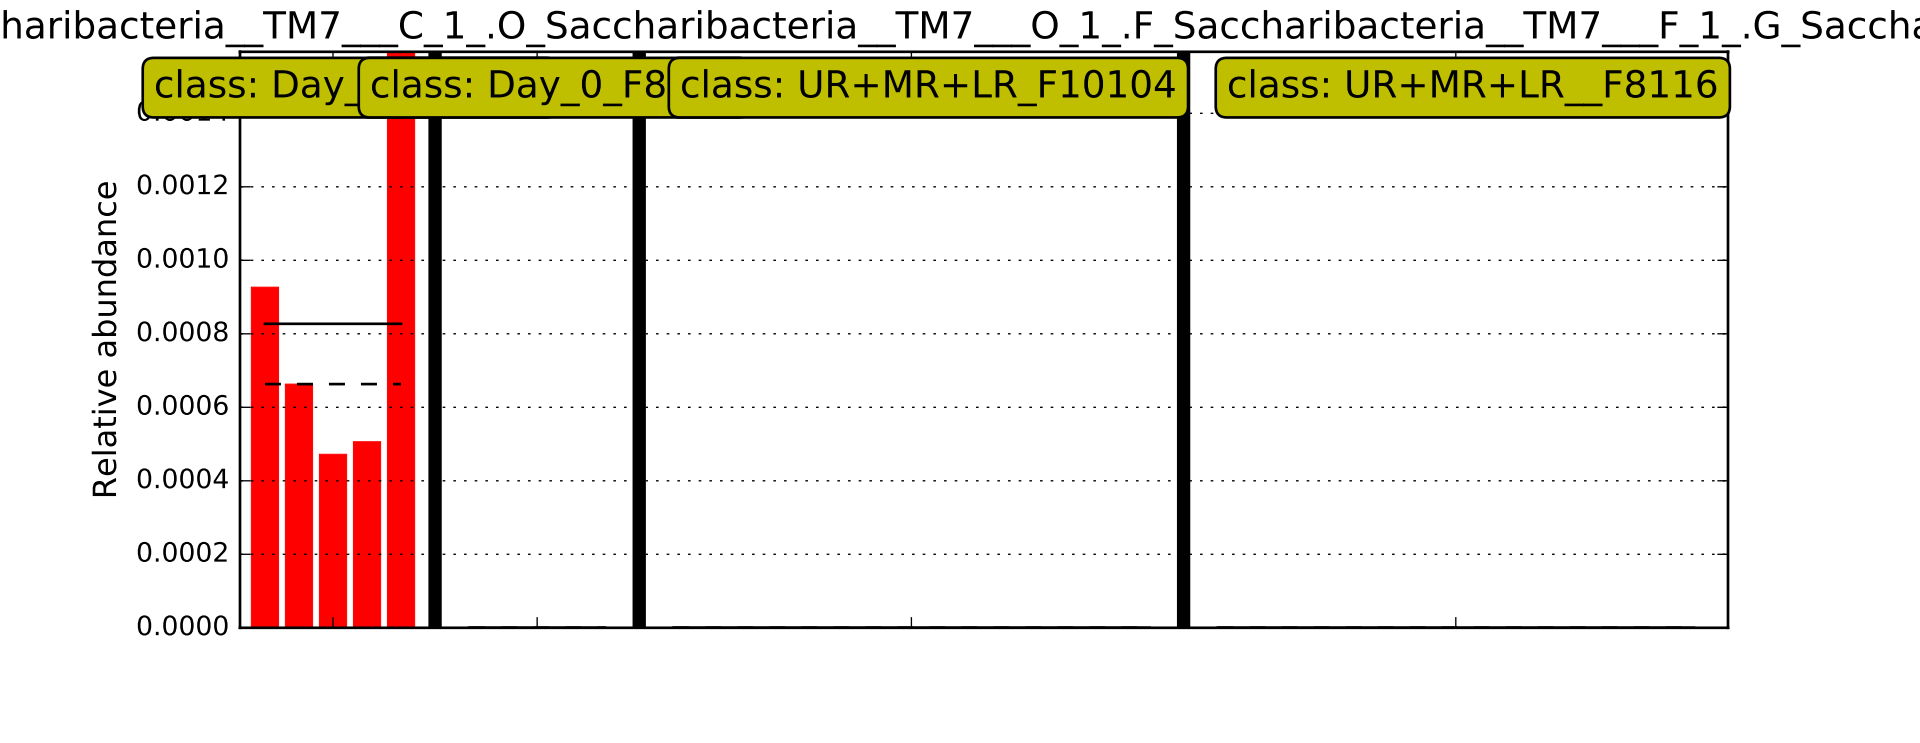 haribacteria__TM7___C_1_.O_Saccharibacteria__TM7___O_1_.F_Saccharibacteria__TM7___F_1_.G_Saccha
class: Day_
class: Day_0_F8
class: UR+MR+LR_F10104
class: UR+MR+LR__F8116
0.0012
0.0010
0.0008
0.0006
0.0004
0.0002
0.0000
Relative abundance